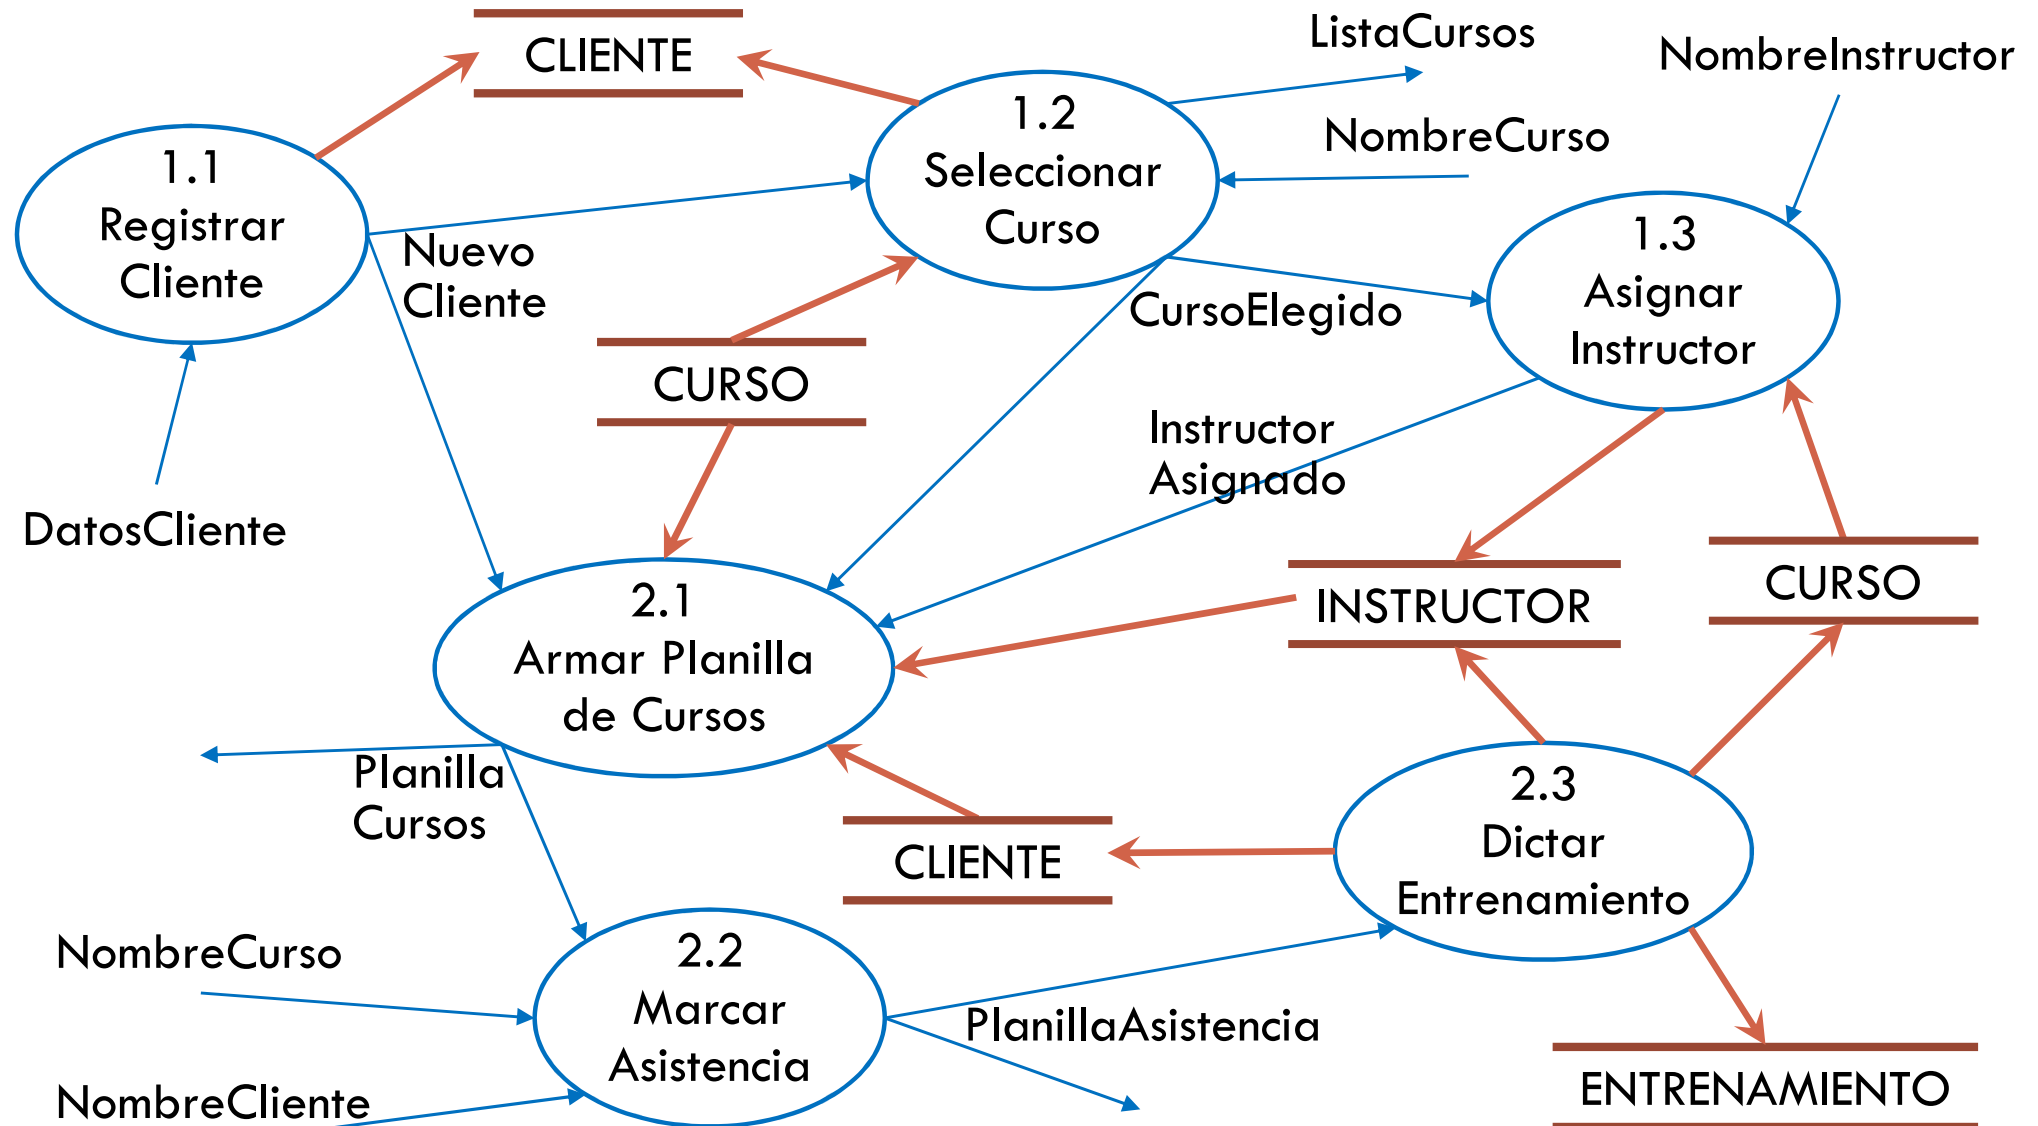 CLIENTE
ListaCursos
NombreInstructor
1.1
Registrar
Cliente
1.2
Seleccionar
Curso
NombreCurso
1.3
Asignar
Instructor
Nuevo
Cliente
CursoElegido
CURSO
Instructor
Asignado
DatosCliente
2.1
Armar Planilla
de Cursos
INSTRUCTOR
CURSO
Planilla
Cursos
CLIENTE
2.3
Dictar
Entrenamiento
NombreCurso
2.2
Marcar
Asistencia
PlanillaAsistencia
NombreCliente
ENTRENAMIENTO